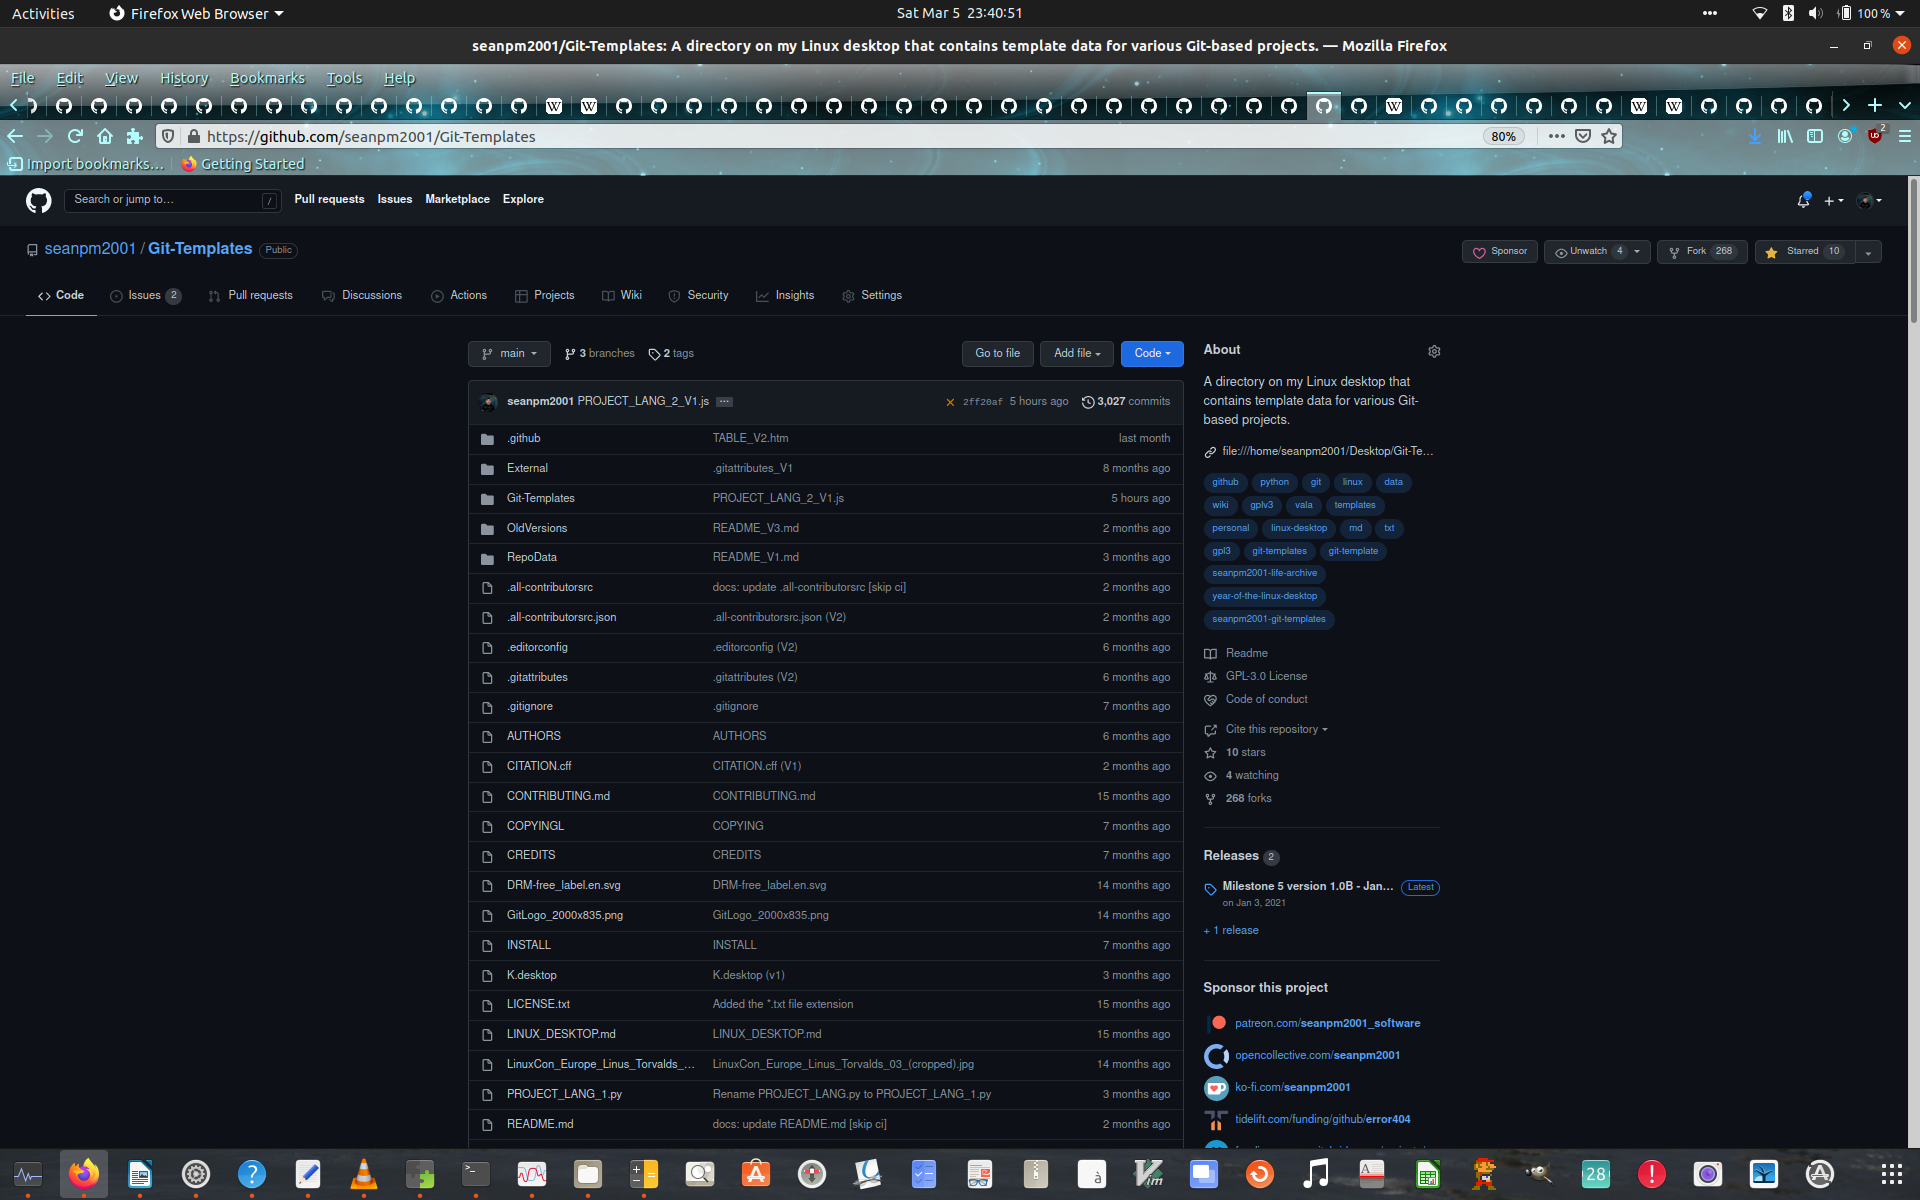 Activities Firefox Web Browser Sat Mar 5 23:40:51 100 %
seanpm2001/Git-Templates: A directory on my Linux desktop that contains template data for various Git-based projects. — Mozilla Firefox
File Edit View History Bookmarks Tools Help
https://github.com/seanpm2001/Git-Templates 80% 2
Import bookmarks… Getting Started
Search or jump to… / Pull requests Issues Marketplace Explore
seanpm2001 / Git-Templates Public Sponsor Unwatch 4 Fork 268 Starred 10
Code Issues 2 Pull requests Discussions Actions Projects Wiki Security Insights Settings
main 3 branches 2 tags Go to file Add file Code
seanpm2001 PROJECT_LANG_2_V1.js 2ff20af 5 hours ago 3,027 commits
.github TABLE_V2.htm last month
External .gitattributes_V1 8 months ago
Git-Templates PROJECT_LANG_2_V1.js 5 hours ago
OldVersions README_V3.md 2 months ago
RepoData README_V1.md 3 months ago
.all-contributorsrc docs: update .all-contributorsrc [skip ci] 2 months ago
.all-contributorsrc.json .all-contributorsrc.json (V2) 2 months ago
.editorconfig .editorconfig (V2) 6 months ago
.gitattributes .gitattributes (V2) 6 months ago
.gitignore .gitignore 7 months ago
AUTHORS AUTHORS 6 months ago
CITATION.cff CITATION.cff (V1) 2 months ago
CONTRIBUTING.md CONTRIBUTING.md 15 months ago
COPYINGL COPYING 7 months ago
CREDITS CREDITS 7 months ago
DRM-free_label.en.svg DRM-free_label.en.svg 14 months ago
GitLogo_2000x835.png GitLogo_2000x835.png 14 months ago
INSTALL INSTALL 7 months ago
K.desktop K.desktop (v1) 3 months ago
LICENSE.txt Added the *.txt file extension 15 months ago
LINUX_DESKTOP.md LINUX_DESKTOP.md 15 months ago
LinuxCon_Europe_Linus_Torvalds_… LinuxCon_Europe_Linus_Torvalds_03_(cropped).jpg 14 months ago
PROJECT_LANG_1.py Rename PROJECT_LANG.py to PROJECT_LANG_1.py 3 months ago
README.md docs: update README.md [skip ci] 2 months ago
About
A directory on my Linux desktop that
contains template data for various Git-
based projects.
file:///home/seanpm2001/Desktop/Git-Te…
github python git linux data
wiki gplv3 vala templates
personal linux-desktop md txt
gpl3 git-templates git-template
seanpm2001-life-archive
year-of-the-linux-desktop
seanpm2001-git-templates
Readme
GPL-3.0 License
Code of conduct
Cite this repository
10 stars
4 watching
268 forks
Releases 2
Milestone 5 version 1.0B - Jan… Latest
on Jan 3, 2021
+ 1 release
Sponsor this project
patreon.com/seanpm2001_software
opencollective.com/seanpm2001
ko-fi.com/seanpm2001
tidelift.com/funding/github/error404
28